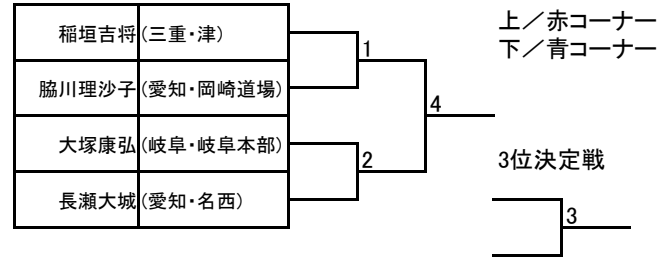 稲垣吉将(三重・津)
脇川理沙子(愛知・岡崎道場)
大塚康弘(岐阜・岐阜本部)
長瀬大城(愛知・名西)
1
2
4
上/赤コーナー
下/青コーナー
3位決定戦
3